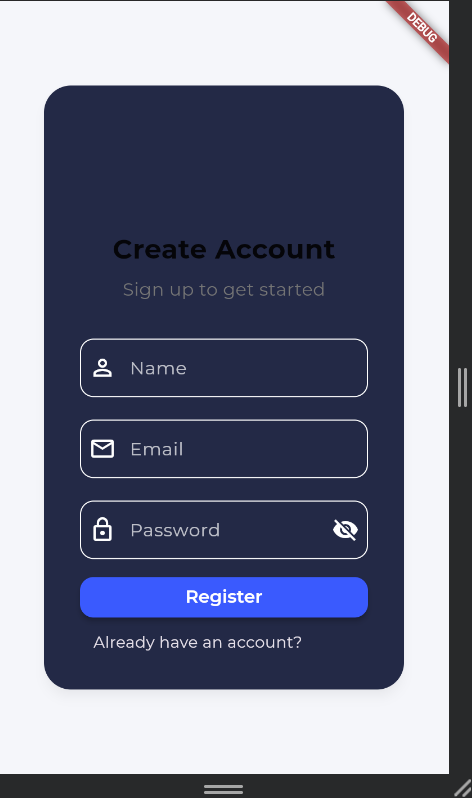 DEBUG
Create Account
Sign up to get started
Name
Email
Password
Register
Already have an account?